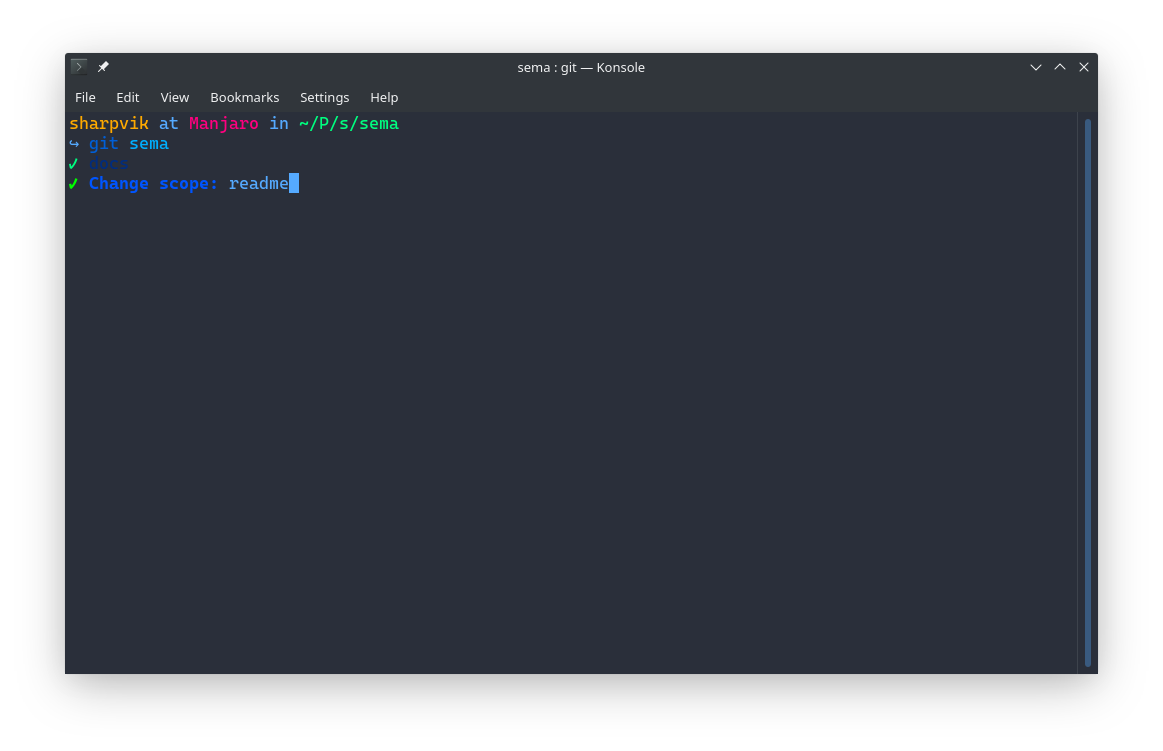 sema : git — Konsole
File Edit View Bookmarks Settings Help
sharpvik at Manjaro in ~/P/s/sema
↪ git sema
✔ docs
✔ Change scope: readme